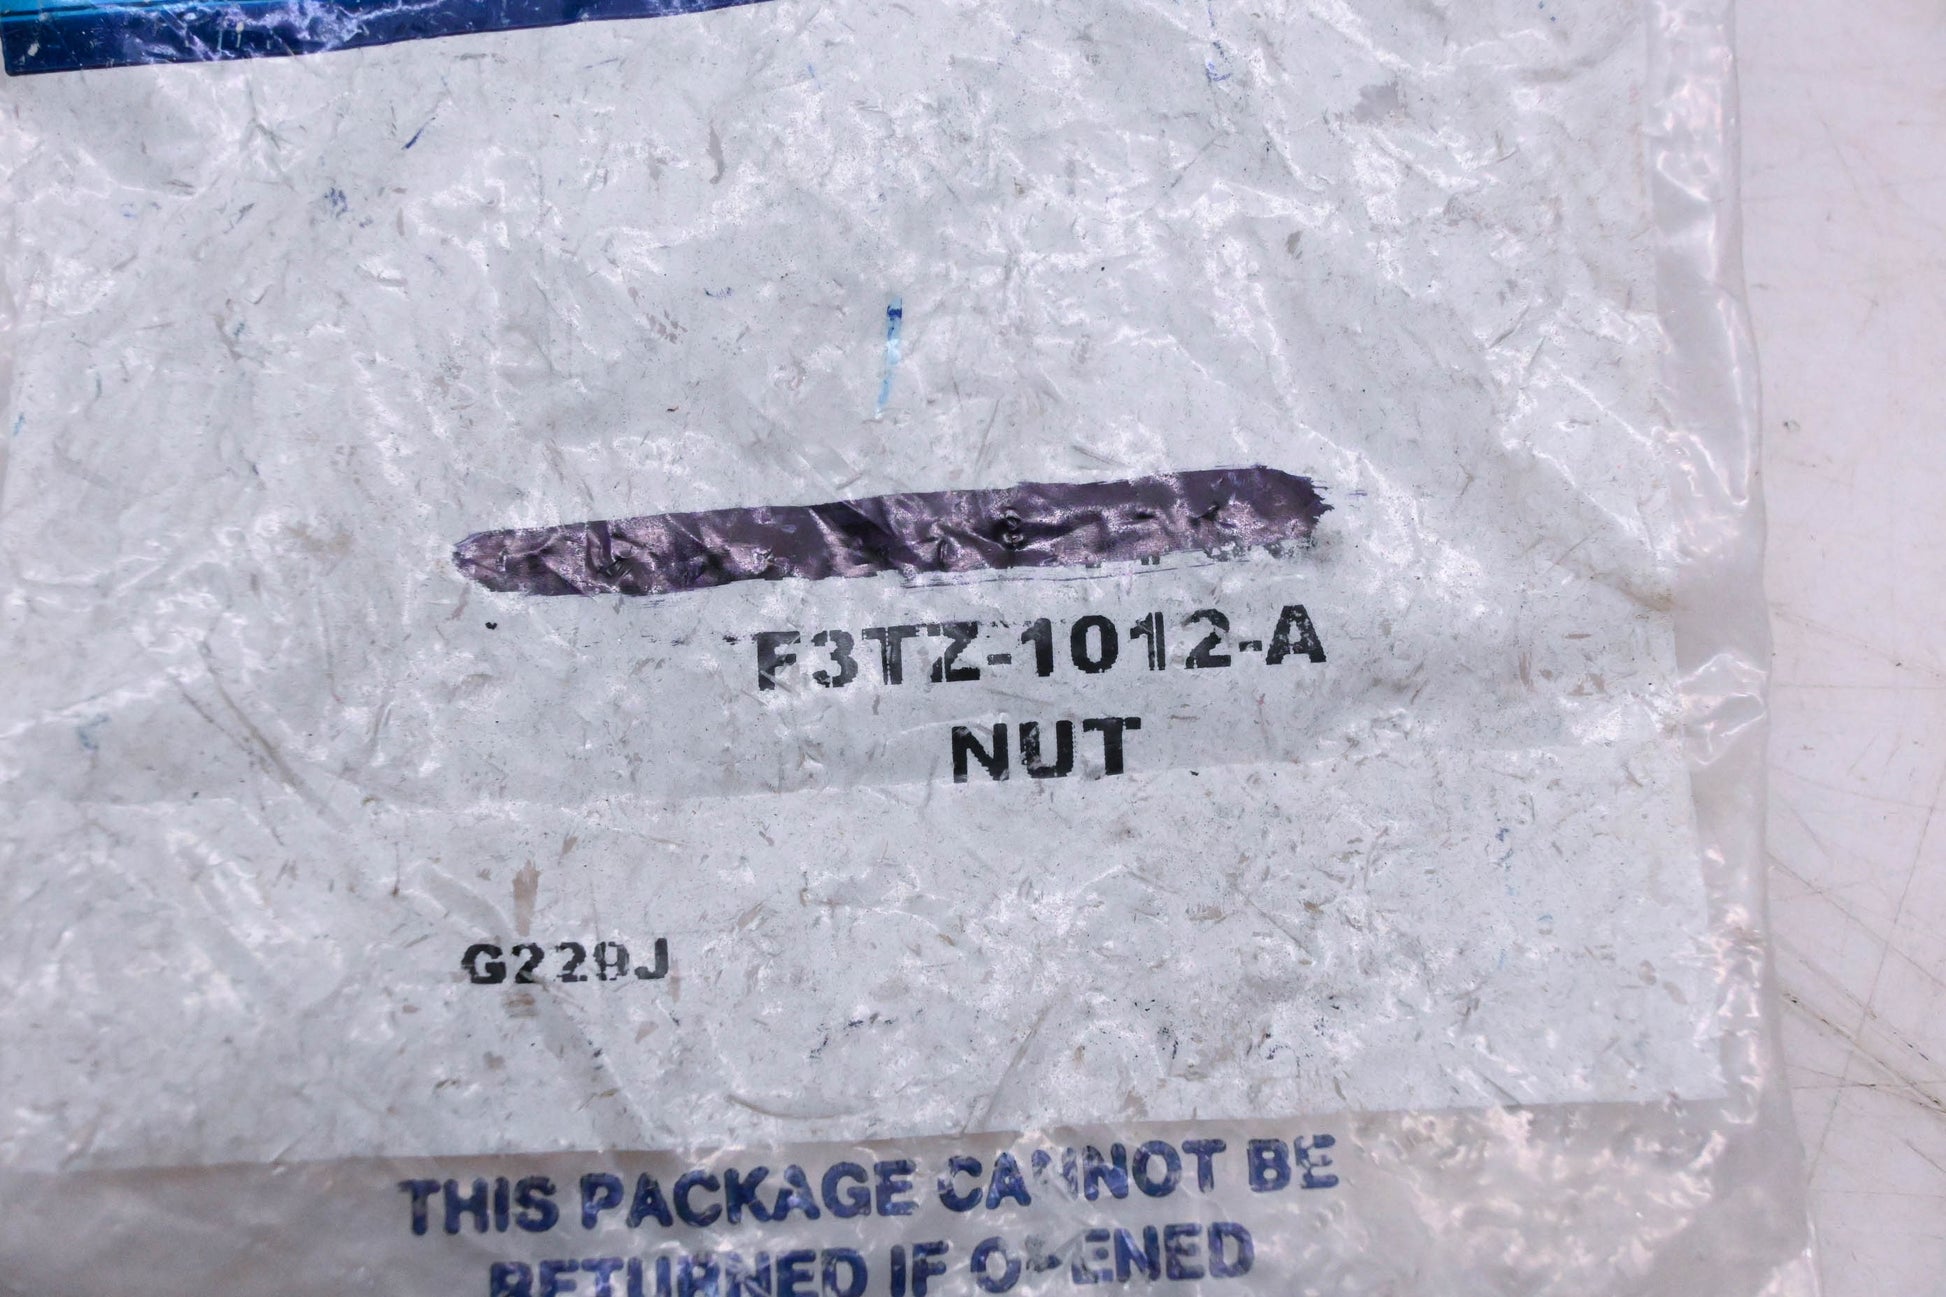 F3TZ-1012-A
NUT
G229J
THIS PACKAGE CANNOT BE
RETURNED IF OPENED